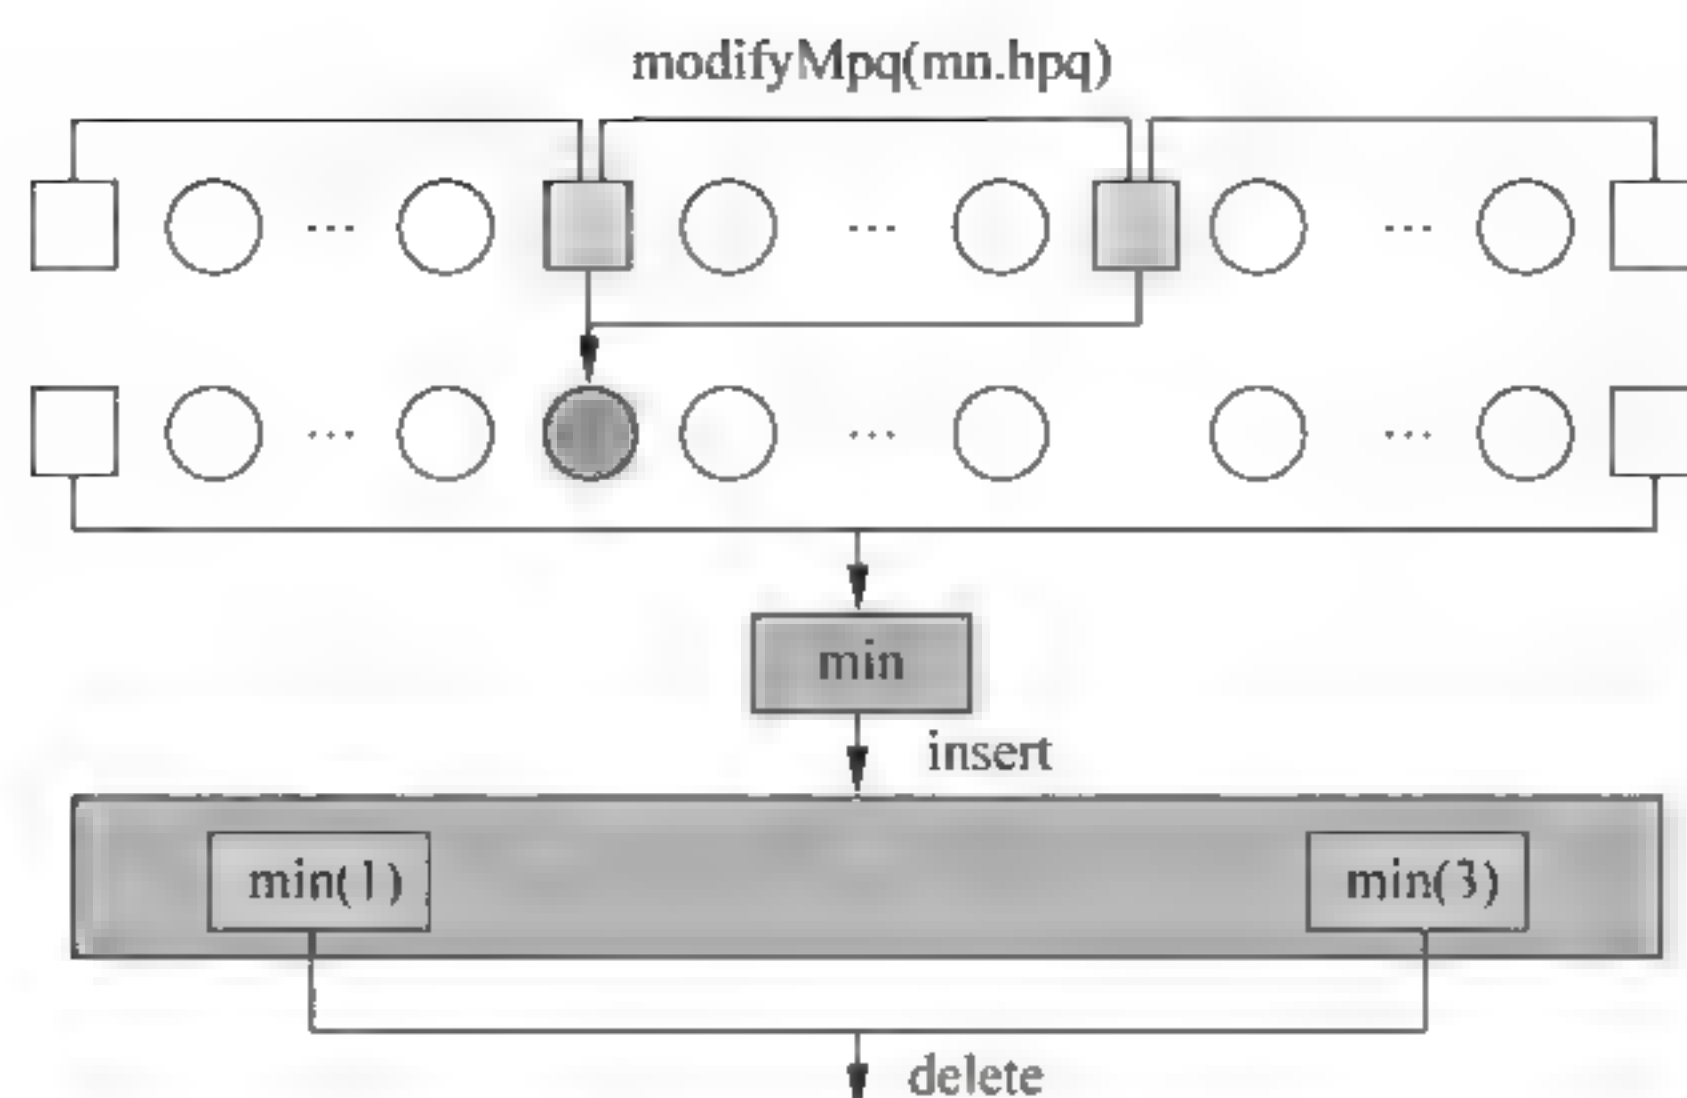 modifyMpq(mn.hpq)
... ... ...
... ... ...
min
insert
min(1) min(3)
delete